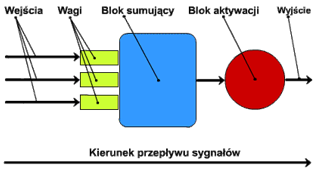 Wejścia Wagi Blok sumujący Blok aktywacji Wyjście
Kierunek przepływu sygnałów